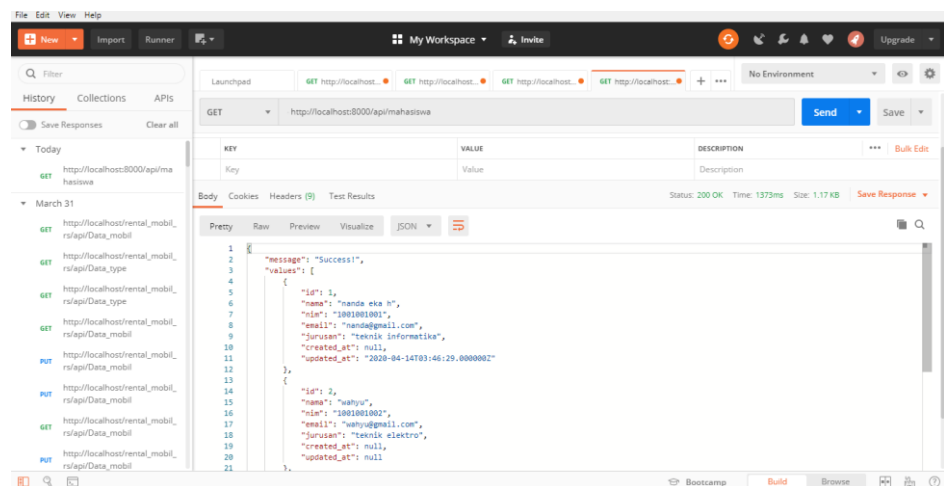 File Edit View Help
New Import Runner My Workspace Invite Upgrade
Filter
History Collections APIs
Save Responses Clear all
Today
GET http://localhost:8000/api/ma
hasiswa
March 31
GET http://localhost/rental_mobil_
rs/api/Data_mobil
GET http://localhost/rental_mobil_
rs/api/Data_type
GET http://localhost/rental_mobil_
rs/api/Data_type
GET http://localhost/rental_mobil_
rs/api/Data_mobil
PUT http://localhost/rental_mobil_
rs/api/Data_mobil
PUT http://localhost/rental_mobil_
rs/api/Data_mobil
GET http://localhost/rental_mobil_
rs/api/Data_mobil
PUT http://localhost/rental_mobil_
rs/api/Data_mobil
Launchpad GET http://localhost... GET http://localhost... GET http://localhost... GET http://localhost:... No Environment
GET http://localhost:8000/api/mahasiswa Send Save
KEY VALUE DESCRIPTION Bulk Edit
Key Value Description
Body Cookies Headers (9) Test Results Status: 200 OK Time: 1373ms Size: 1.17 KB Save Response
Pretty Raw Preview Visualize JSON
1 {
2 "message": "Success!",
3 "values": [
4 {
5 "id": 1,
6 "nama": "nanda eka h",
7 "nim": "1001001001",
8 "email": "nanda@gmail.com",
9 "jurusan": "teknik informatika",
10 "created_at": null,
11 "updated_at": "2020-04-14T03:46:29.000000Z"
12 },
13 {
14 "id": 2,
15 "nama": "wahyu",
16 "nim": "1001001002",
17 "email": "wahyu@gmail.com",
18 "jurusan": "teknik elektro",
19 "created_at": null,
20 "updated_at": null
21 },
Bootcamp Build Browse